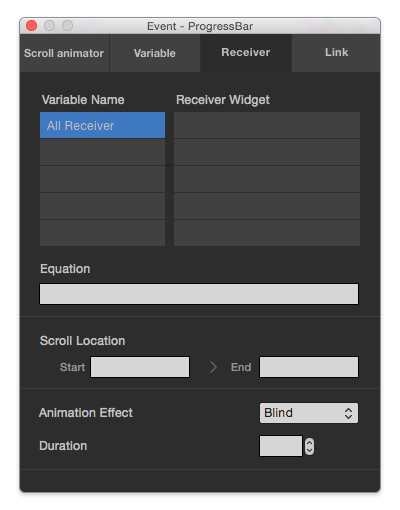 Event - ProgressBar
Scroll animator Variable Receiver Link
Variable Name Receiver Widget
All Receiver
Equation
Scroll Location
Start End
Animation Effect Blind
Duration